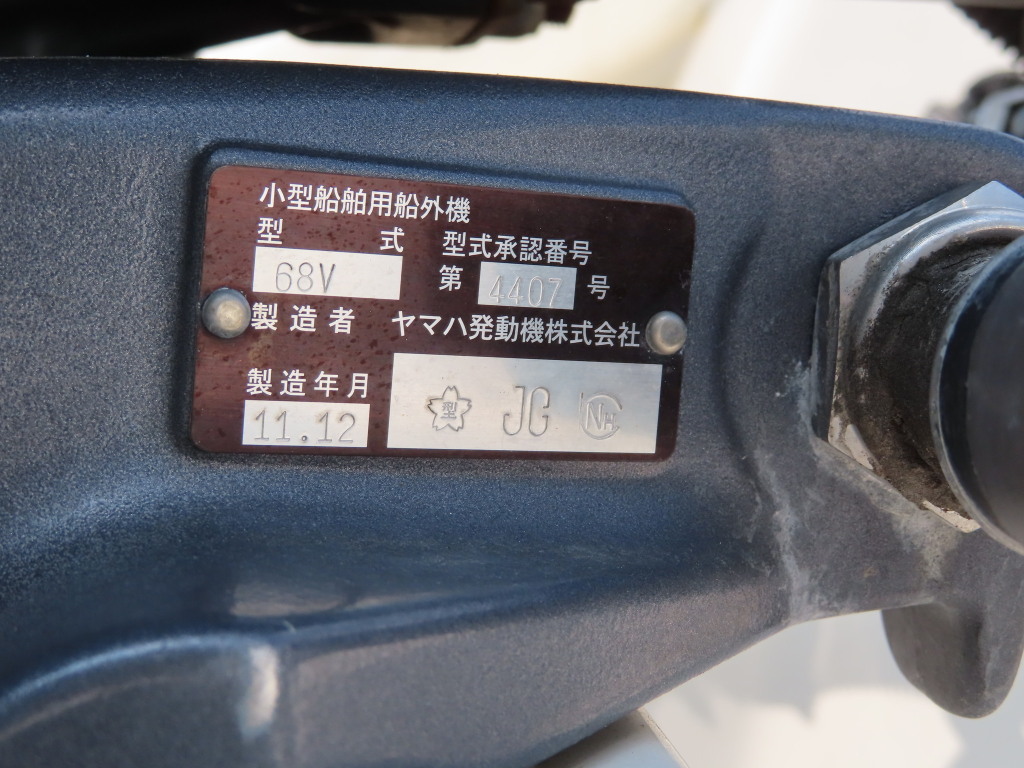 小型船舶用船外機
型 式 型式承認番号
68V 第 4407 号
製造者 ヤマハ発動機株式会社
製造年月
11.12 型 JG NK